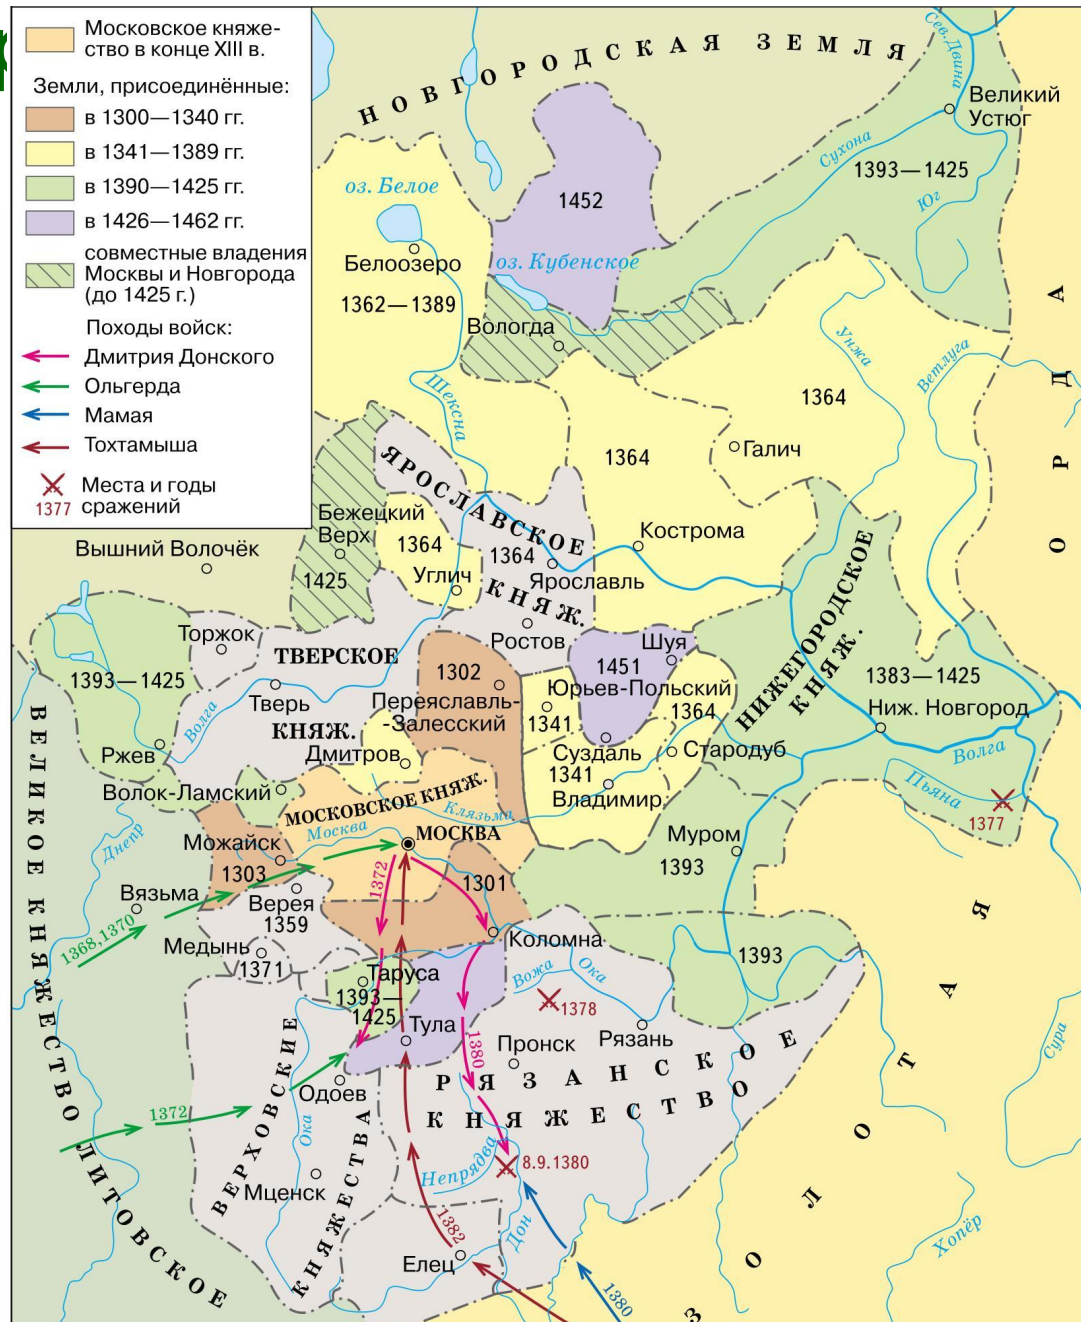 Московское княже-
ство в конце XIII в.
Земли, присоединённые:
в 1300—1340 гг.
в 1341—1389 гг.
в 1390—1425 гг.
в 1426—1462 гг.
совместные владения
Москвы и Новгорода
(до 1425 г.)
Походы войск:
Дмитрия Донского
Ольгерда
Мамая
Тохтамыша
1377
Места и годы
сражений
НОВГОРОДСКАЯ ЗЕМЛЯ
Сев. Двина
Великий
Устюг
Сухона
1393—1425
Юг
1452
оз. Белое
Белоозеро
1362—1389
оз. Кубенское
Вологда
Шексна
Унжа
Ветлуга
1364
Галич
1364
ЗОЛОТАЯ ОРДА
ЯРОСЛАВСКОЕ
КНЯЖ.
1364
Ярославль
Кострома
Бежецкий
Верх
1425
1364
Углич
Вышний Волочёк
Торжок
Ростов
ТВЕРСКОЕ
КНЯЖ.
Тверь
Волга
1393—1425
Ржев
1302
Переяславль-
-Залесский
1451
Шуя
Юрьев-Польский
1341
1364
Суздаль
1341
Владимир
Стародуб
НИЖЕГОРОДСКОЕ
КНЯЖ.
1383—1425
Ниж. Новгород
Волга
Пьяна
1377
Дмитров
Волок-Ламский
МОСКОВСКОЕ КНЯЖ.
Клязьма
Москва
МОСКВА
Можайск
1303
Муром
1393
1393
ВЕЛИКОЕ КНЯЖЕСТВО ЛИТОВСКОЕ
Днепр
Вязьма
1368,1370
Верея
1359
Медынь
1371
1372
1301
Коломна
Таруса
1393—
1425
Тула
Вожа
Ока
1378
Рязань
Пронск
1380
РЯЗАНСКОЕ
КНЯЖЕСТВО
Одоев
1372
ВЕРХОВСКИЕ
КНЯЖЕСТВА
Ока
Мценск
Непрядва
8.9.1380
1382
Дон
Елец
1380
Сура
Хопёр